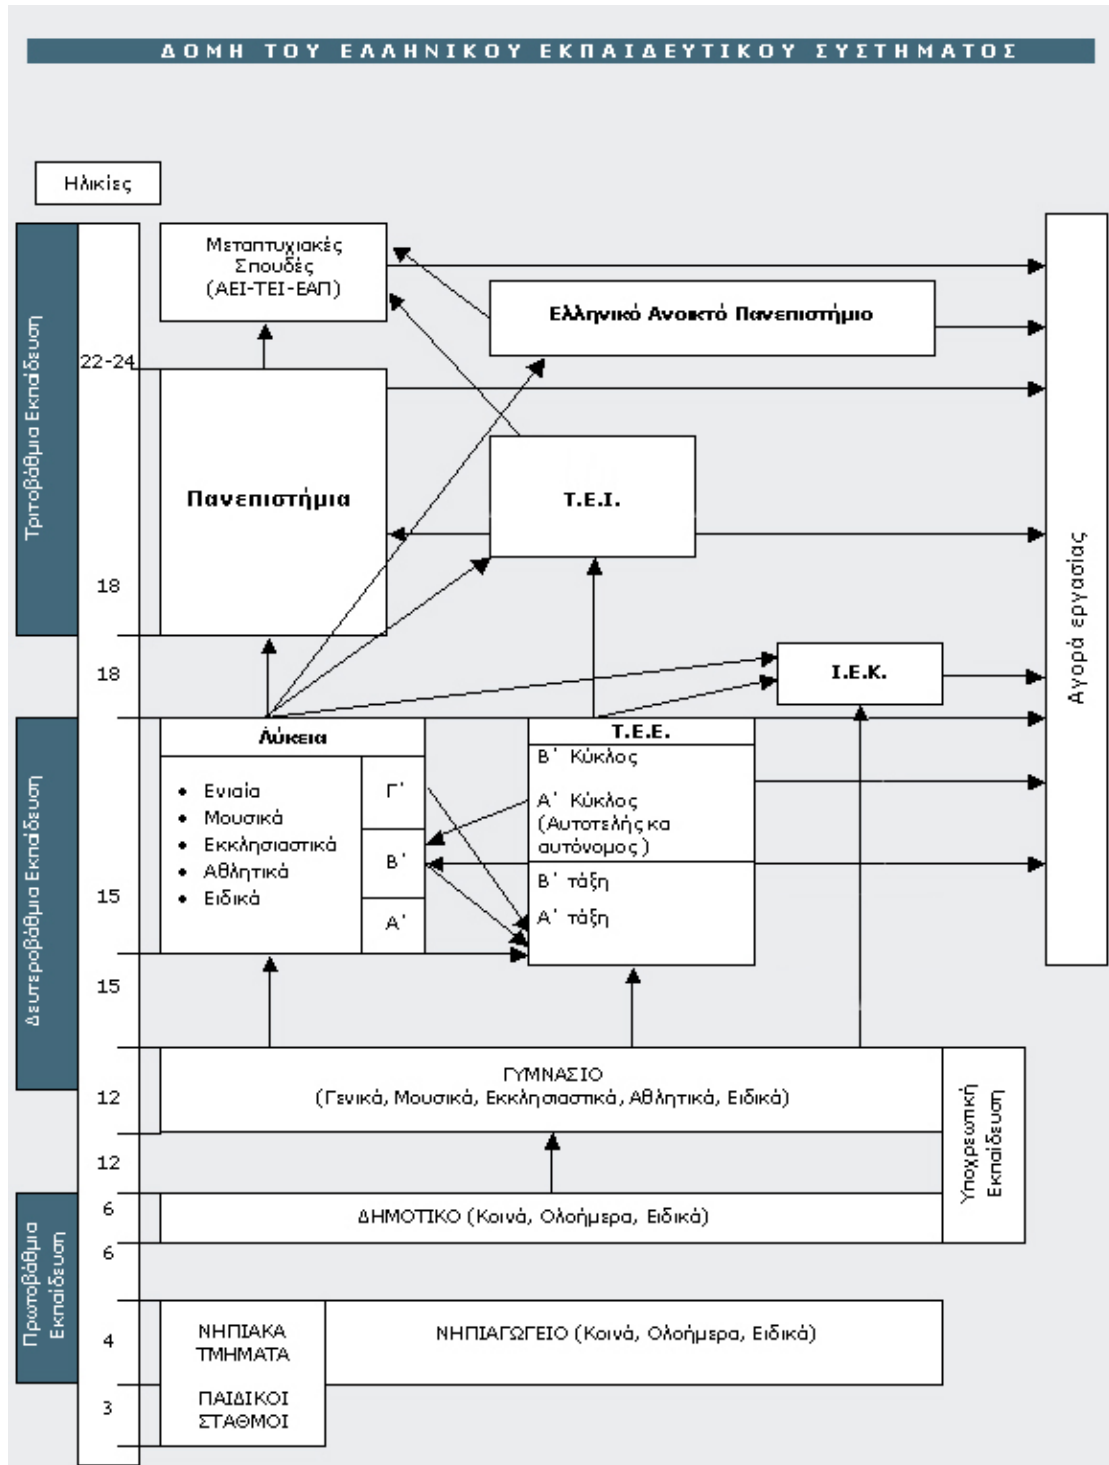 ΔΟΜΗ ΤΟΥ ΕΛΛΗΝΙΚΟΥ ΕΚΠΑΙΔΕΥΤΙΚΟΥ ΣΥΣΤΗΜΑΤΟΣ
Ηλικίες
Τριτοβάθμια Εκπαίδευση
22-24
18
18
Μεταπτυχιακές
Σπουδές
(ΑΕΙ-ΤΕΙ-ΕΑΠ)
Ελληνικό Ανοικτό Πανεπιστήμιο
Πανεπιστήμια
Τ.Ε.Ι.
Ι.Ε.Κ.
Αγορά εργασίας
Δευτεροβάθμια Εκπαίδευση
15
15
12
12
Λύκεια
• Ενιαία
• Μουσικά
• Εκκλησιαστικά
• Αθλητικά
• Ειδικά
Γ΄
Β΄
Α΄
Τ.Ε.Ε.
Β΄ Κύκλος
Α΄ Κύκλος
(Αυτοτελής κα
αυτόνομος)
Β΄ τάξη
Α΄ τάξη
ΓΥΜΝΑΣΙΟ
(Γενικά, Μουσικά, Εκκλησιαστικά, Αθλητικά, Ειδικά)
Υποχρεωτική
Εκπαίδευση
Πρωτοβάθμια
Εκπαίδευση
6
6
4
3
ΔΗΜΟΤΙΚΟ (Κοινά, Ολοήμερα, Ειδικά)
ΝΗΠΙΑΚΑ
ΤΜΗΜΑΤΑ
ΝΗΠΙΑΓΩΓΕΙΟ (Κοινά, Ολοήμερα, Ειδικά)
ΠΑΙΔΙΚΟΙ
ΣΤΑΘΜΟΙ